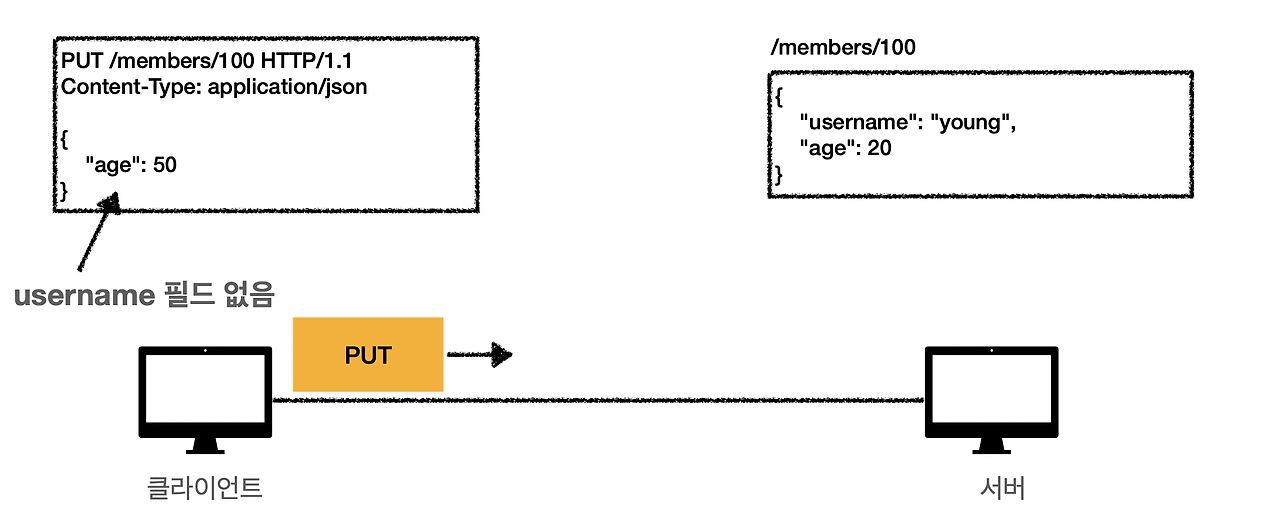 PUT /members/100 HTTP/1.1
Content-Type: application/json
{
"age": 50
}
username 필드 없음
/members/100
{
"username": "young",
"age": 20
}
PUT
클라이언트
서버